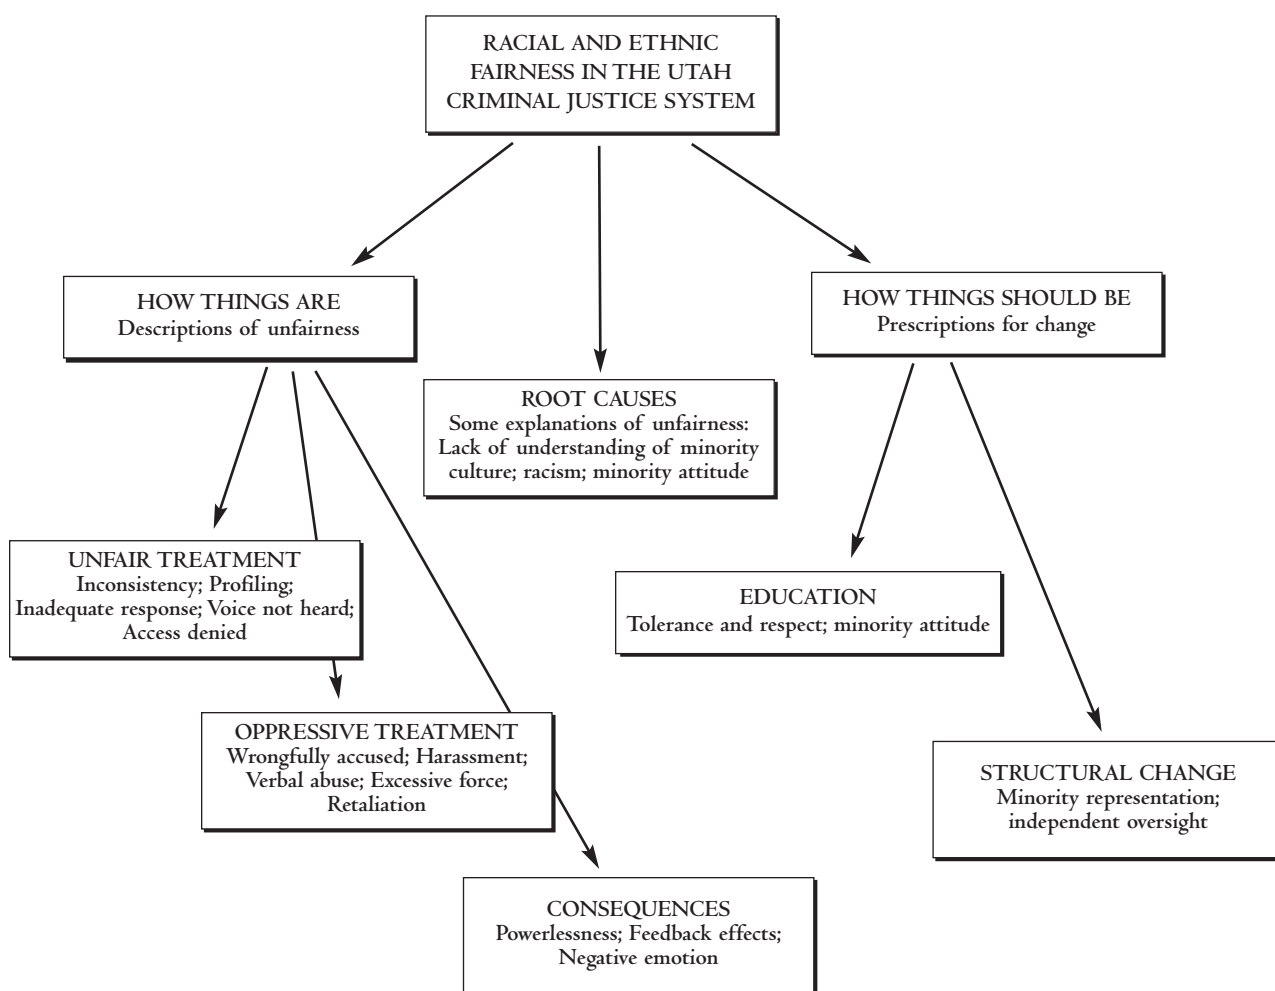 RACIAL AND ETHNIC
FAIRNESS IN THE UTAH
CRIMINAL JUSTICE SYSTEM
HOW THINGS ARE
Descriptions of unfairness
HOW THINGS SHOULD BE
Prescriptions for change
ROOT CAUSES
Some explanations of unfairness:
Lack of understanding of minority
culture; racism; minority attitude
UNFAIR TREATMENT
Inconsistency; Profiling;
Inadequate response; Voice not heard;
Access denied
EDUCATION
Tolerance and respect; minority attitude
OPPRESSIVE TREATMENT
Wrongfully accused; Harassment;
Verbal abuse; Excessive force;
Retaliation
STRUCTURAL CHANGE
Minority representation;
independent oversight
CONSEQUENCES
Powerlessness; Feedback effects;
Negative emotion